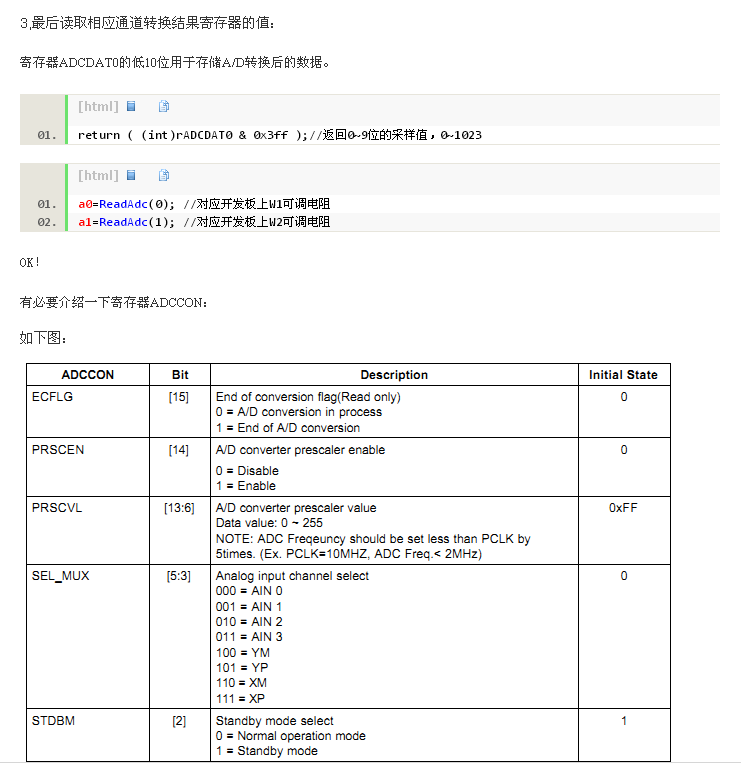 3,最后读取相应通道转换结果寄存器的值：
寄存器ADCDAT0的低10位用于存储A/D转换后的数据。
[html]
01. return ( (int)rADCDAT0 & 0x3ff );//返回0~9位的采样值，0~1023
[html]
01. a0=ReadAdc(0); //对应开发板上W1可调电阻
02. a1=ReadAdc(1); //对应开发板上W2可调电阻
OK！
有必要介绍一下寄存器ADCCON：
如下图：
ADCCON Bit Description Initial State
ECFLG [15] End of conversion flag(Read only) 0
0 = A/D conversion in process
1 = End of A/D conversion
PRSCEN [14] A/D converter prescaler enable 0
0 = Disable
1 = Enable
PRSCVL [13:6] A/D converter prescaler value 0xFF
Data value: 0 ~ 255
NOTE: ADC Freqeuncy should be set less than PCLK by
5times. (Ex. PCLK=10MHZ, ADC Freq.< 2MHz)
SEL_MUX [5:3] Analog input channel select 0
000 = AIN 0
001 = AIN 1
010 = AIN 2
011 = AIN 3
100 = YM
101 = YP
110 = XM
111 = XP
STDBM [2] Standby mode select 1
0 = Normal operation mode
1 = Standby mode